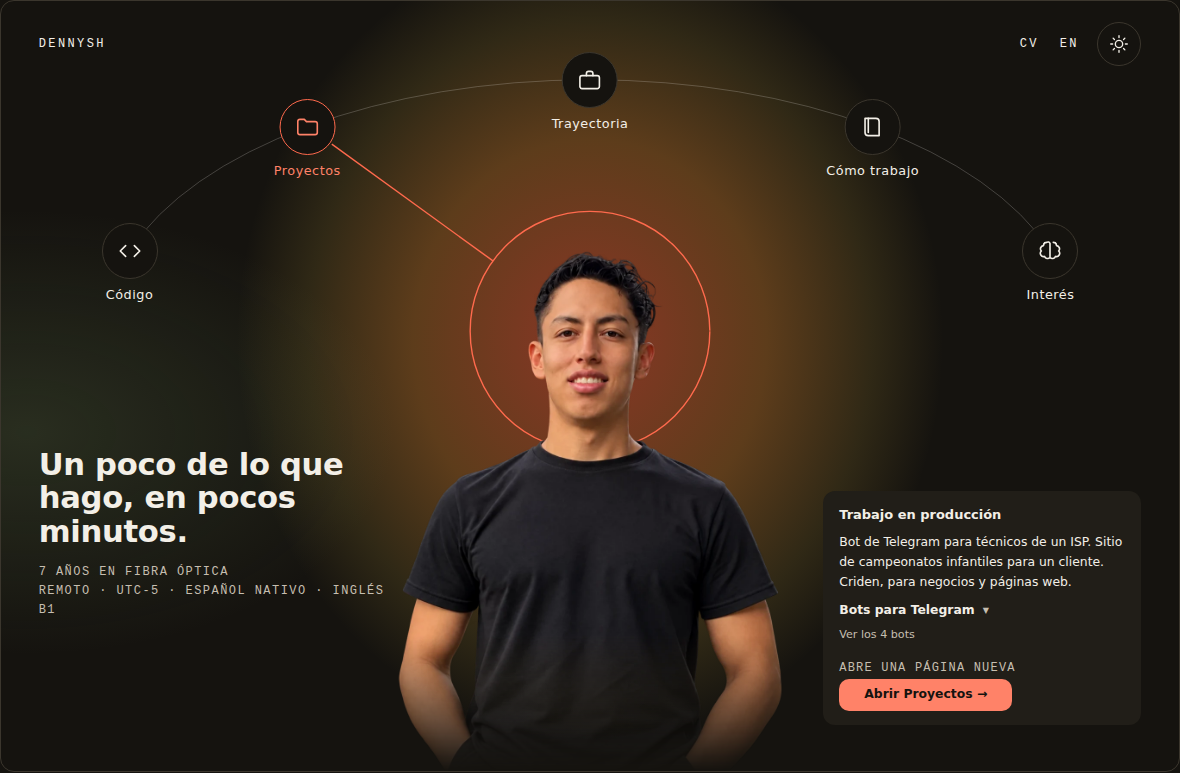 DENNYSH
CV
EN
Trayectoria
Proyectos
Cómo trabajo
Código
Interés
Un poco de lo que
hago, en pocos
minutos.
7 AÑOS EN FIBRA ÓPTICA
REMOTO · UTC-5 · ESPAÑOL NATIVO · INGLÉS
B1
Trabajo en producción
Bot de Telegram para técnicos de un ISP. Sitio
de campeonatos infantiles para un cliente.
Criden, para negocios y páginas web.
Bots para Telegram ▾
Ver los 4 bots
ABRE UNA PÁGINA NUEVA
Abrir Proyectos →